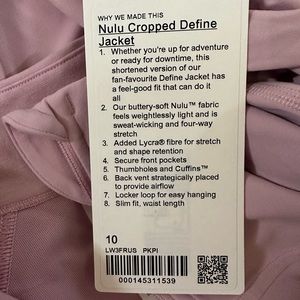 WHY WE MADE THIS
Nulu Cropped Define
Jacket
1. Whether you're up for adventure
or ready for downtime, this
shortened version of our
fan-favourite Define Jacket has
a feel-good fit that can do it
all
2. Our buttery-soft Nulu™ fabric
feels weightlessly light and is
sweat-wicking and four-way
stretch
3. Added Lycra® fibre for stretch
and shape retention
4. Secure front pockets
5. Thumbholes and Cuffins™
6. Back vent strategically placed
to provide airflow
7. Locker loop for easy hanging
8. Slim fit, waist length
10
LW3FRUS PKPI
000145311539